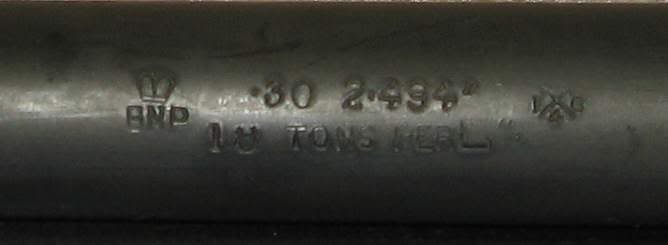 BNP .30 2.494"
18 TONS PER □"